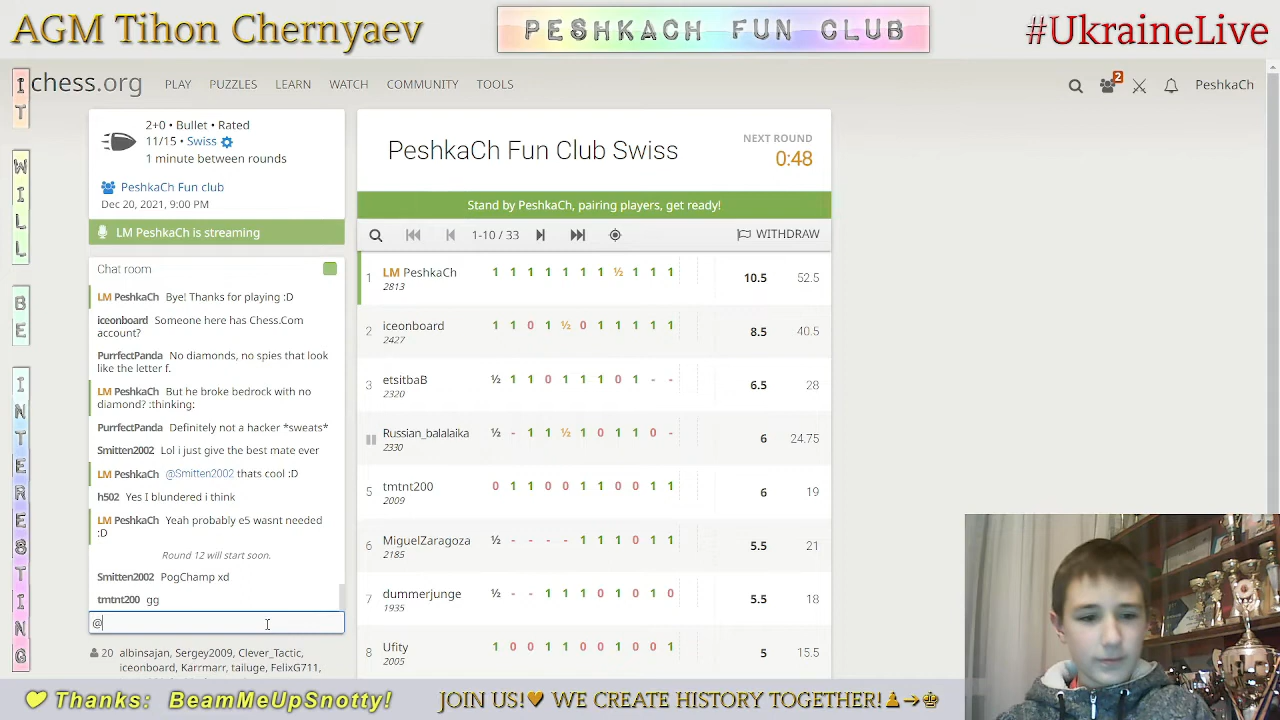 AGM Tihon Chernyaev
PESHKACH FUN CLUB
#UkraineLive
chess.org
PLAY PUZZLES LEARN WATCH COMMUNITY TOOLS
2
PeshkaCh
IT
WILL
BE
INTERESTING
2+0 • Bullet • Rated
11/15 • Swiss
1 minute between rounds
PeshkaCh Fun club
Dec 20, 2021, 9:00 PM
LM PeshkaCh is streaming
Chat room
LM PeshkaCh Bye! Thanks for playing :D
iceonboard Someone here has Chess.Com
account?
PurrfectPanda No diamonds, no spies that look
like the letter f.
LM PeshkaCh But he broke bedrock with no
diamond? :thinking:
PurrfectPanda Definitely not a hacker *sweats*
Smitten2002 Lol i just give the best mate ever
LM PeshkaCh @Smitten2002 thats cool :D
h502 Yes I blundered i think
LM PeshkaCh Yeah probably e5 wasnt needed
:D
Round 12 will start soon.
Smitten2002 PogChamp xd
tmtnt200 gg
@
20 albinsajan, Sergey2009, Clever_Tactic,
iceonboard, Karmarr, tailuge, FelixG711,
PeshkaCh Fun Club Swiss
NEXT ROUND
0:48
Stand by PeshkaCh, pairing players, get ready!
1-10 / 33
WITHDRAW
1 LM PeshkaCh 1 1 1 1 1 1 1 ½ 1 1 1 10.5 52.5
2813
2 iceonboard 1 1 0 1 ½ 0 1 1 1 1 1 8.5 40.5
2427
3 etsitbaB ½ 1 1 0 1 1 1 0 1 - - 6.5 28
2320
Russian_balalaika ½ - 1 1 ½ 1 0 1 1 0 - 6 24.75
2330
5 tmtnt200 0 1 1 0 0 1 1 0 0 1 1 6 19
2009
6 MiguelZaragoza ½ - - - - 1 1 1 0 1 1 5.5 21
2185
7 dummerjunge ½ - - 1 1 1 0 1 0 1 0 5.5 18
1935
8 Ufity 1 0 0 1 1 0 1 0 0 0 1 5 15.5
2005
Thanks: BeamMeUpSnotty!
JOIN US!🧡 WE CREATE HISTORY TOGETHER!♟→♚